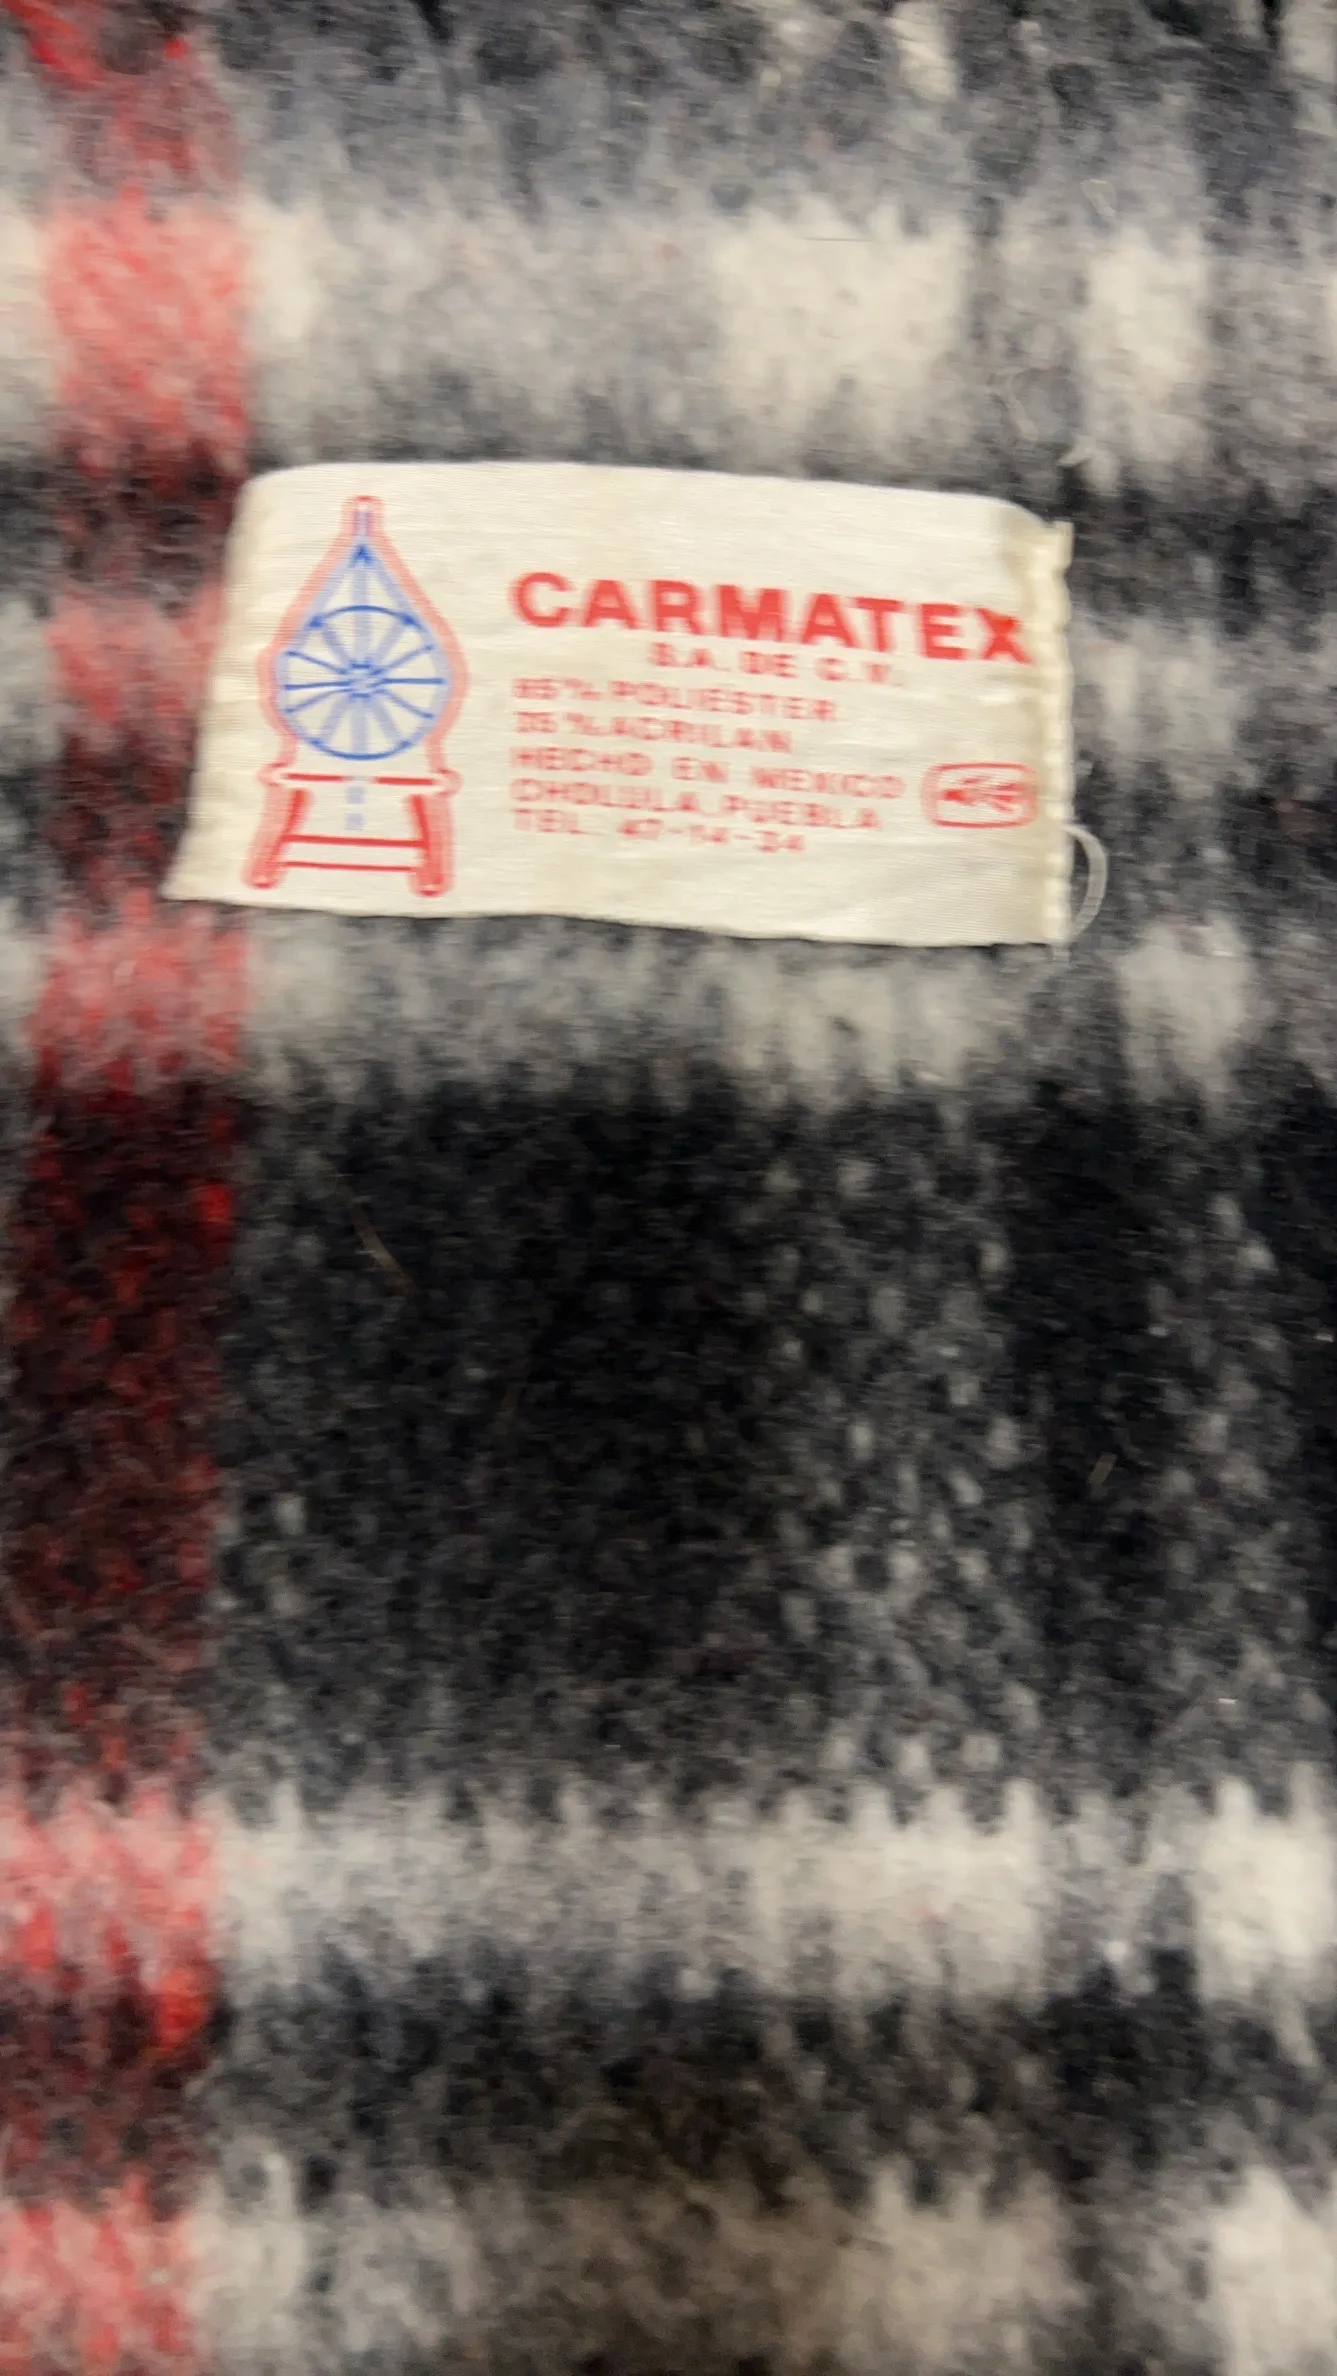 CARMATEX
S.A. DE C.V.
65% POLIESTER
35% ACRILAN
HECHO EN MEXICO
CHOLULA, PUEBLA
TEL. 47-14-34